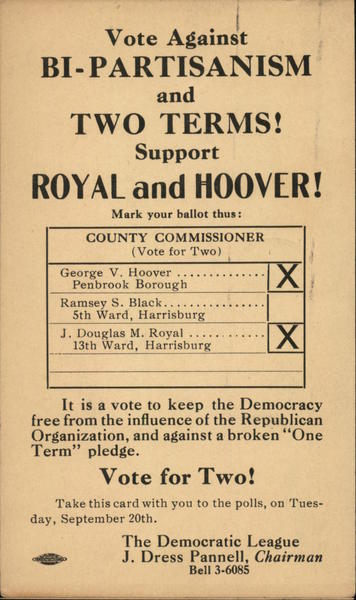 Vote Against
BI-PARTISANISM
and
TWO TERMS!
Support
ROYAL and HOOVER!
Mark your ballot thus:
COUNTY COMMISSIONER
(Vote for Two)
George V. Hoover .............. X
Penbrook Borough
Ramsey S. Black.................
5th Ward, Harrisburg
J. Douglas M. Royal ............ X
13th Ward, Harrisburg
It is a vote to keep the Democracy
free from the influence of the Republican
Organization, and against a broken "One
Term" pledge.
Vote for Two!
Take this card with you to the polls, on Tues-
day, September 20th.
The Democratic League
J. Dress Pannell, Chairman
Bell 3-6085